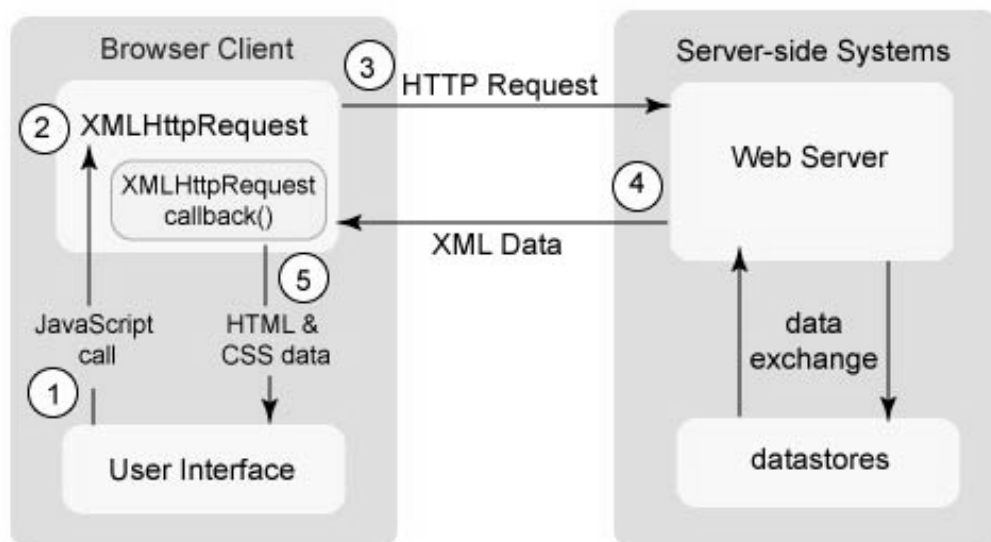 Browser Client
Server-side Systems
3
HTTP Request
2
XMLHttpRequest
Web Server
XMLHttpRequest
callback()
4
XML Data
5
JavaScript
call
HTML &
CSS data
data
exchange
1
User Interface
datastores